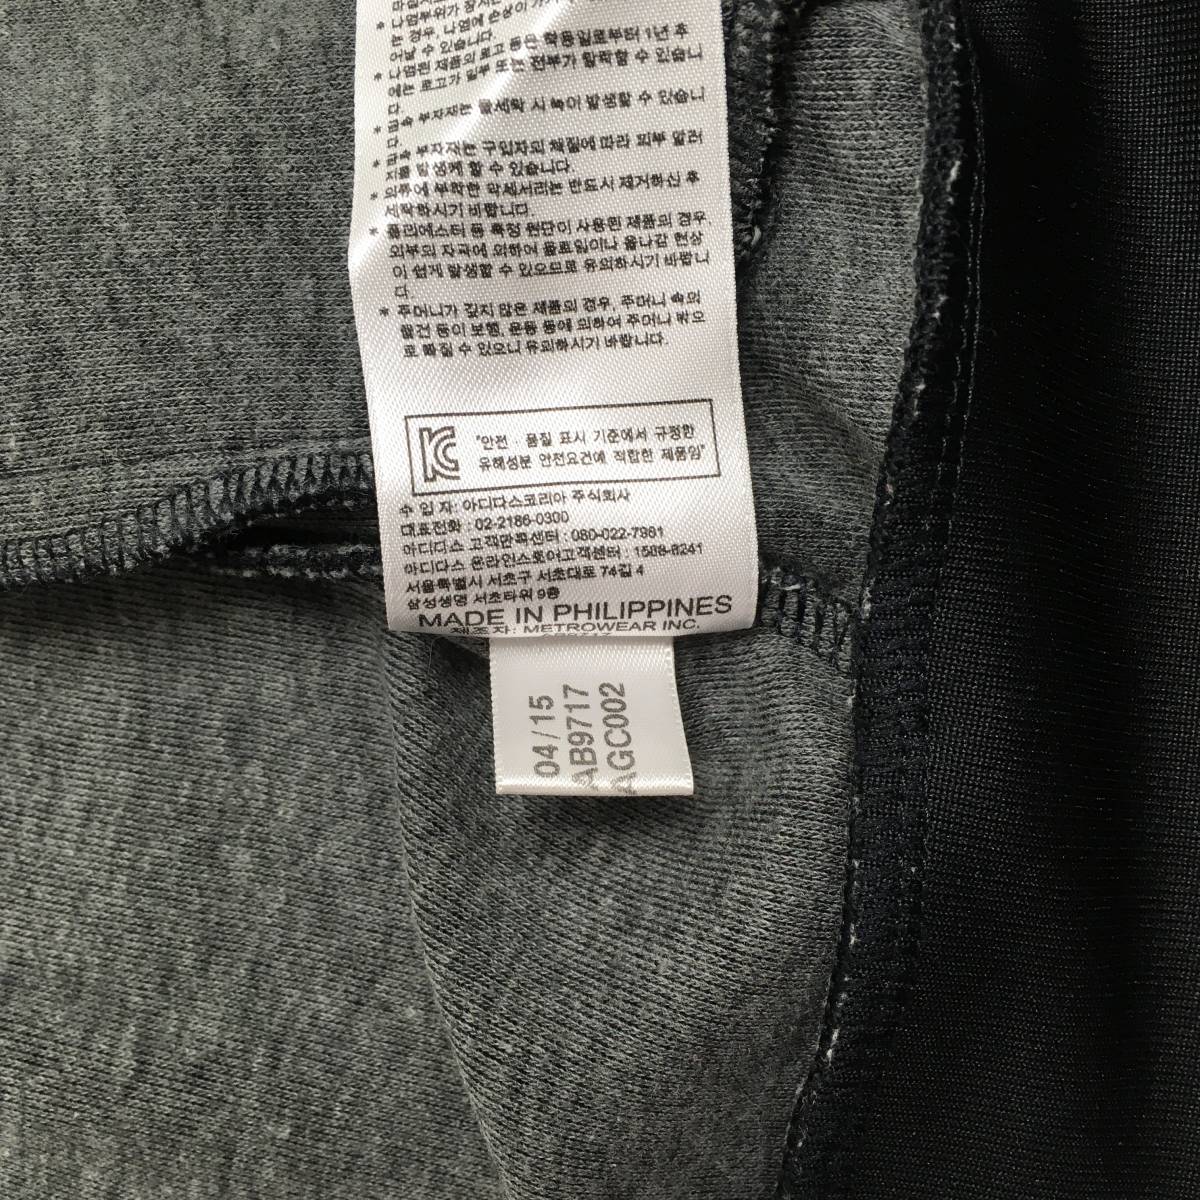 * 나염부위가 장시간
는 경우, 나염에 손상이 가
어날 수 있습니다.
* 나염된 제품의 로고 등은 착용일로부터 1년 후
에는 로고가 일부 또는 전부가 탈락할 수 있습니
다.
* 금속 부자재는 물세탁 시 녹이 발생할 수 있습니
다.
* 금속 부자재는 구입자의 체질에 따라 피부 알러
지를 발생케 할 수 있습니다.
* 의류에 부착한 악세서리는 반드시 제거하신 후
세탁하시기 바랍니다.
* 폴리에스터 등 특정 원단이 사용된 제품의 경우
외부의 자극에 의하여 올트임이나 올나감 현상
이 쉽게 발생할 수 있으므로 유의하시기 바랍니
다.
* 주머니가 깊지 않은 제품의 경우, 주머니 속의
물건 등이 보행, 운동 등에 의하여 주머니 밖으
로 빠질 수 있으니 유의하시기 바랍니다.
"안전 · 품질 표시 기준에서 규정한
유해성분 안전요건에 적합한 제품임"
수 입 자: 아디다스코리아 주식회사
대표전화 : 02-2186-0300
아디다스 고객만족센터 : 080-022-7961
아디다스 온라인스토어고객센터 : 1588-8241
서울특별시 서초구 서초대로 74길 4
삼성생명 서초타워 9층
MADE IN PHILIPPINES
제조자: METROWEAR INC.
04/15
AB9717
AGC002